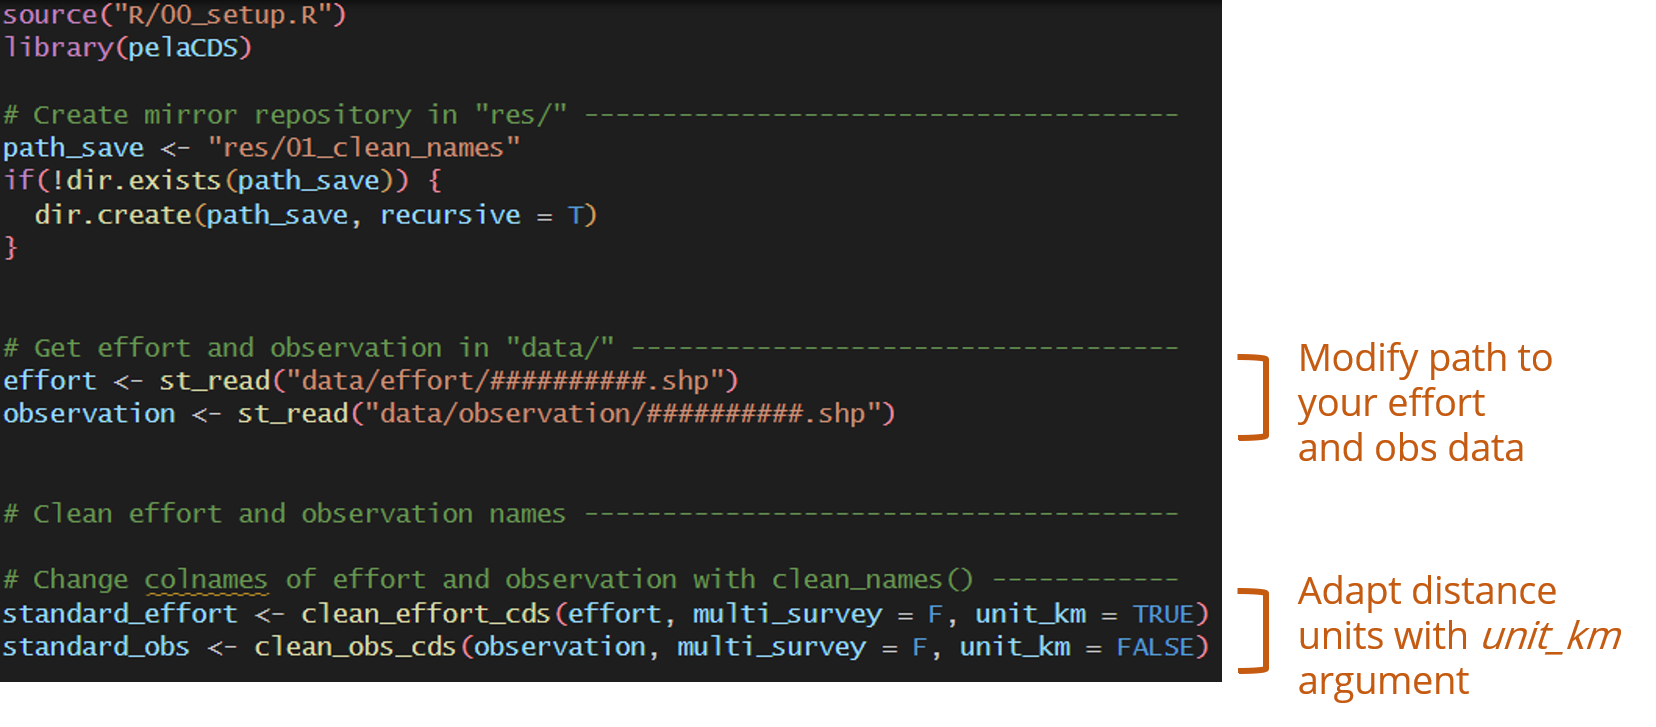 source("R/00_setup.R")
library(pelaCDS)
# Create mirror repository in "res/" --------------------------------------
path_save <- "res/01_clean_names"
if(!dir.exists(path_save)) {
  dir.create(path_save, recursive = T)
}
# Get effort and observation in "data/" -----------------------------------
effort <- st_read("data/effort/##########.shp")
observation <- st_read("data/observation/##########.shp")
Modify path to
your effort
and obs data
# Clean effort and observation names --------------------------------------
# Change colnames of effort and observation with clean_names() ------------
standard_effort <- clean_effort_cds(effort, multi_survey = F, unit_km = TRUE)
standard_obs <- clean_obs_cds(observation, multi_survey = F, unit_km = FALSE)
Adapt distance
units with unit_km
argument